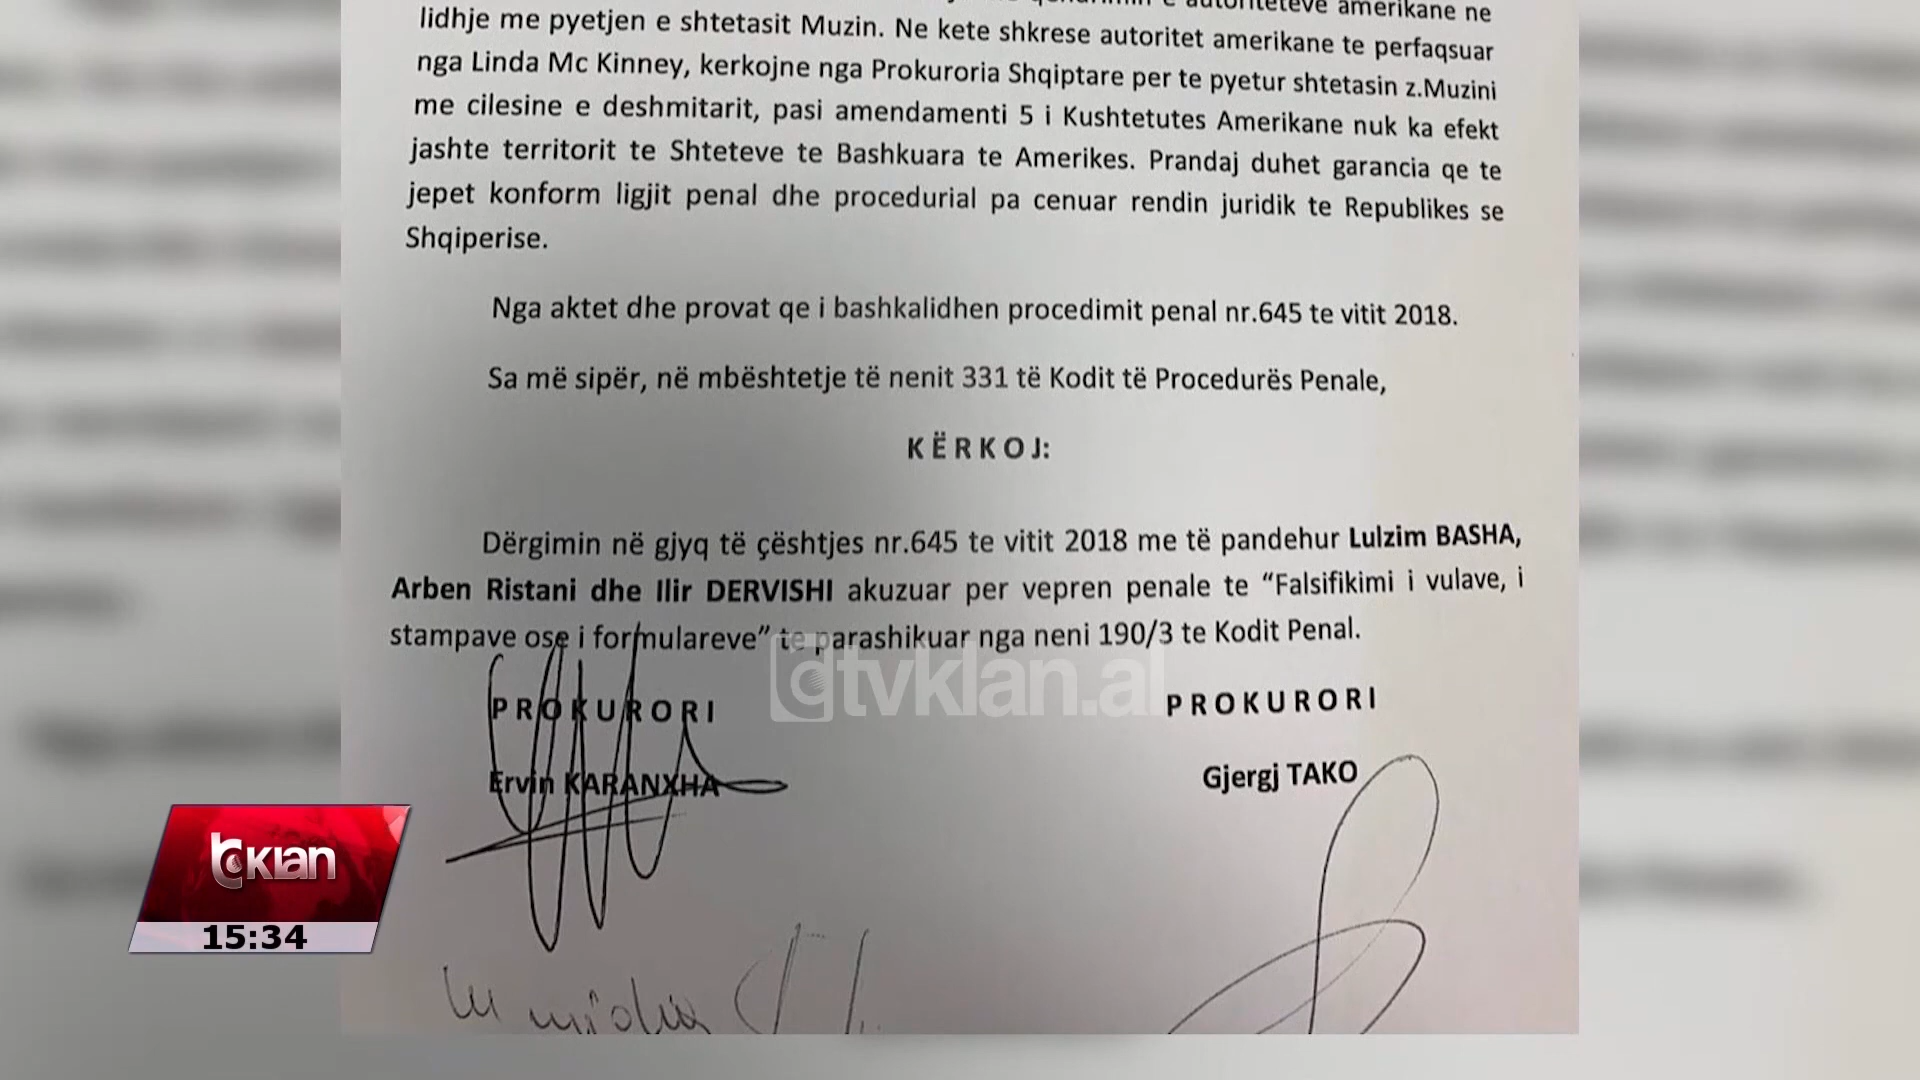 autoriteteve amerikane ne
lidhje me pyetjen e shtetasit Muzin. Ne kete shkrese autoritet amerikane te perfaqsuar
nga Linda Mc Kinney, kerkojne nga Prokuroria Shqiptare per te pyetur shtetasin z.Muzini
me cilesine e deshmitarit, pasi amendamenti 5 i Kushtetutes Amerikane nuk ka efekt
jashte territorit te Shteteve te Bashkuara te Amerikes. Prandaj duhet garancia qe te
jepet konform ligjit penal dhe procedurial pa cenuar rendin juridik te Republikes se
Shqiperise.
Nga aktet dhe provat qe i bashkalidhen procedimit penal nr.645 te vitit 2018.
Sa më sipër, në mbështetje të nenit 331 të Kodit të Procedurës Penale,
K Ë R K O J:
Dërgimin në gjyq të çështjes nr.645 te vitit 2018 me të pandehur Lulzim BASHA,
Arben Ristani dhe Ilir DERVISHI akuzuar per vepren penale te “Falsifikimi i vulave, i
stampave ose i formulareve” te parashikuar nga neni 190/3 te Kodit Penal.
tvklan.al
P R O K U R O R I
P R O K U R O R I
Ervin KARANXHA
Gjergj TAKO
KLAN
15:34